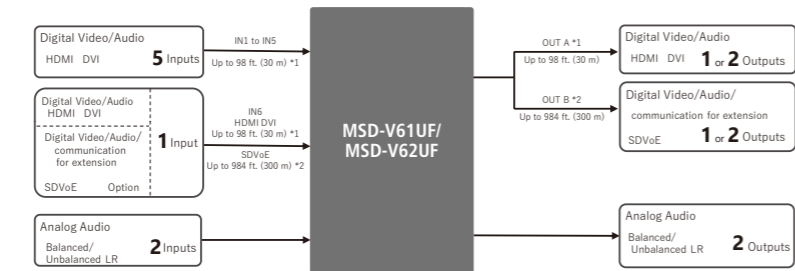 Digital Video/Audio
HDMI DVI
5 Inputs
IN1 to IN5
Up to 98 ft. (30 m) *1
Digital Video/Audio
HDMI DVI
Digital Video/Audio/
communication
for extension
SDVoE Option
1 Input
IN6
HDMI DVI
Up to 98 ft. (30 m) *1
SDVoE
Up to 984 ft. (300 m) *2
Analog Audio
Balanced/
Unbalanced LR
2 Inputs
MSD-V61UF/
MSD-V62UF
OUT A *1
Up to 98 ft. (30 m)
Digital Video/Audio
HDMI DVI
1 or 2 Outputs
OUT B *2
Up to 984 ft. (300 m)
Digital Video/Audio/
communication for extension
SDVoE
1 or 2 Outputs
Analog Audio
Balanced/
Unbalanced LR
2 Outputs